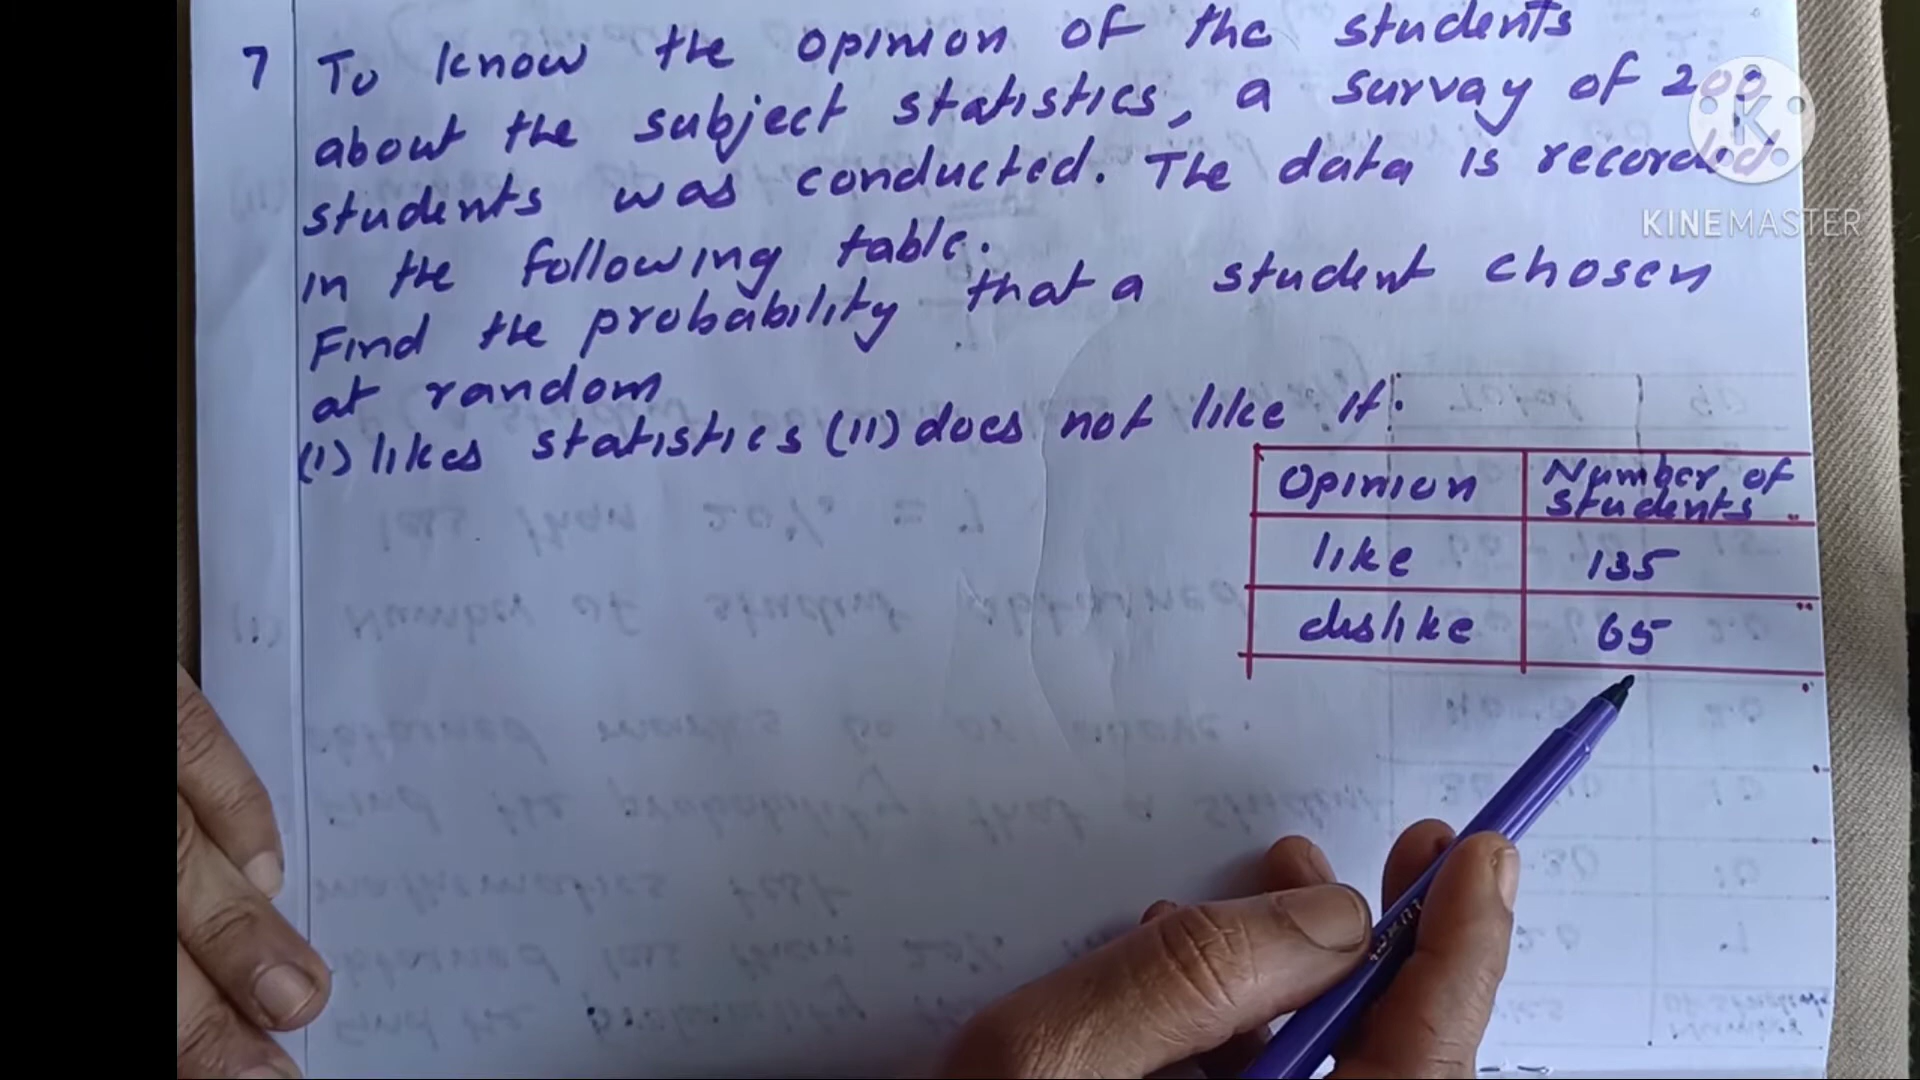 7 To know the opinion of the students
about the subject statistics, a survay of 200
students was conducted. The data is recorded
in the following table.
Find the probability that a student chosen
at random
(I) likes statistics (II) does not like it.
Opinion Number of Students
like 135
dislike 65
K
KINEMASTER